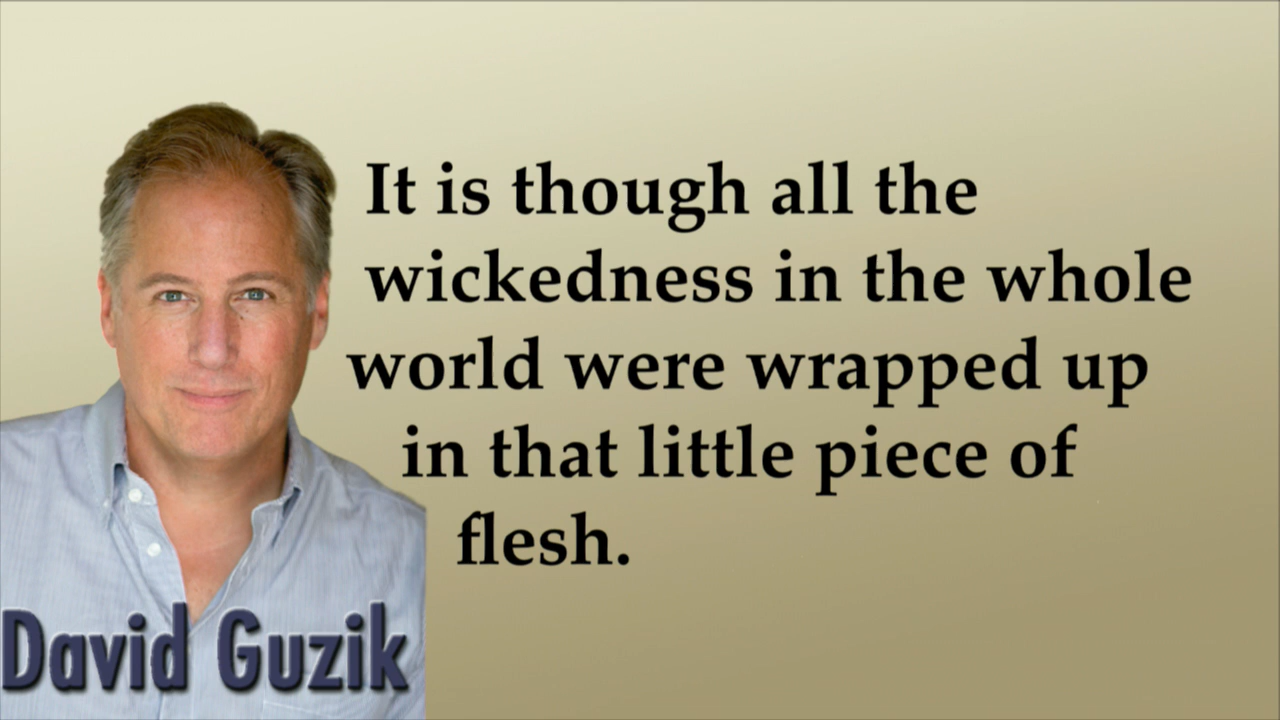 It is though all the
wickedness in the whole
world were wrapped up
in that little piece of
flesh.
David Guzik